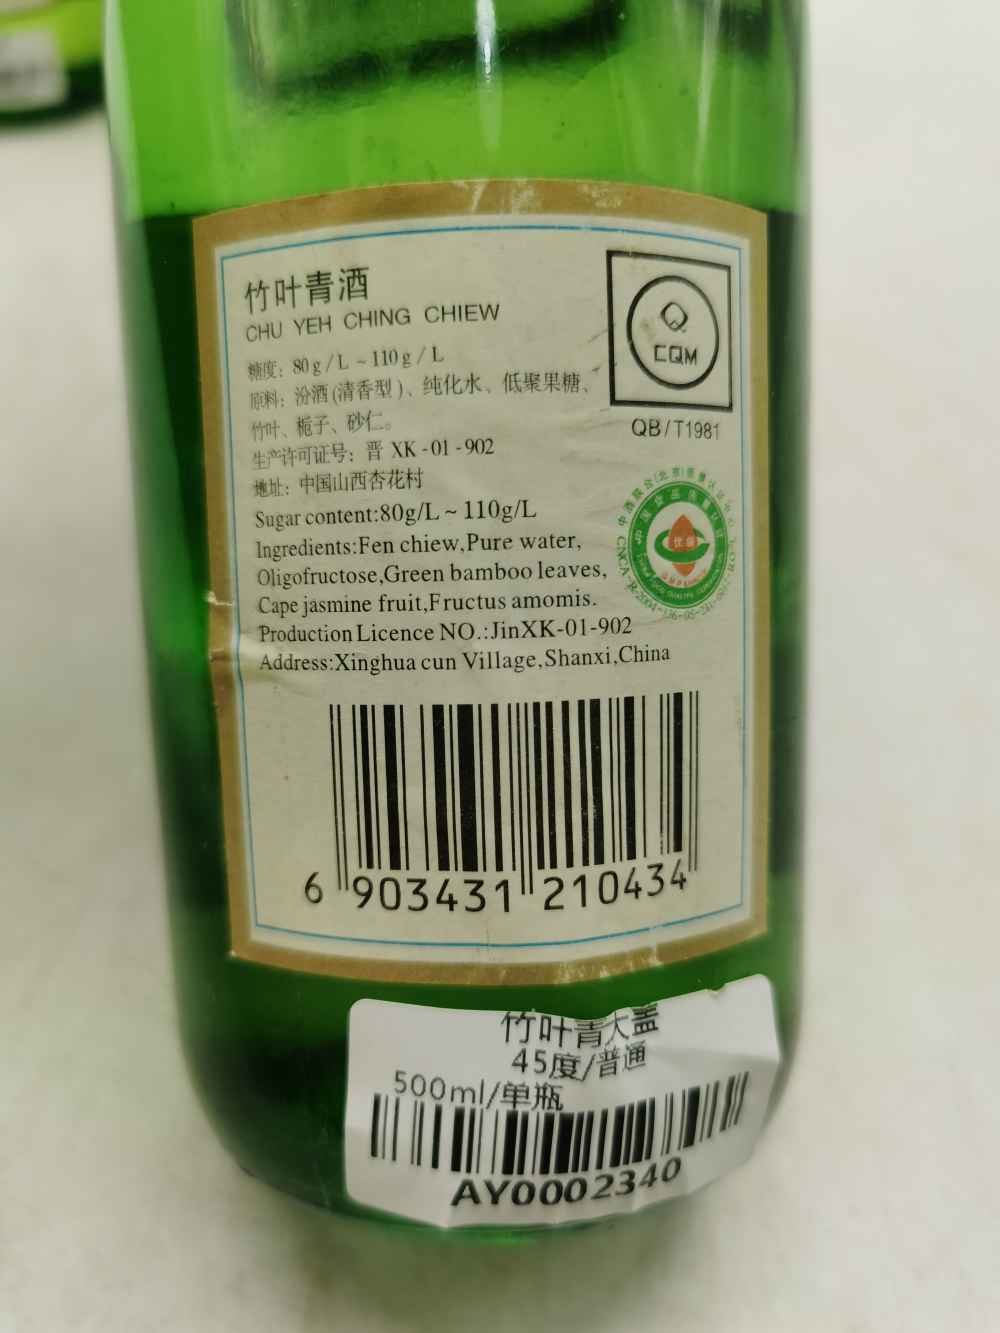 竹叶青酒
CHU YEH CHING CHIEW
糖度：80g/L ~110g/L
原料：汾酒(清香型)、纯化水、低聚果糖、
竹叶、栀子、砂仁。
生产许可证号：晋 XK-01-902
地址：中国山西杏花村
Sugar content:80g/L~110g/L
Ingredients:Fen chiew,Pure water,
Oligofructose,Green bamboo leaves,
Cape jasmine fruit,Fructus amomis.
Production Licence NO.:JinXK-01-902
Address:Xinghua cun Village,Shanxi,China
Q
CQM
QB/T1981
优级
6 903431 210434
竹叶青大盖
45度/普通
500ml/单瓶
AY0002340